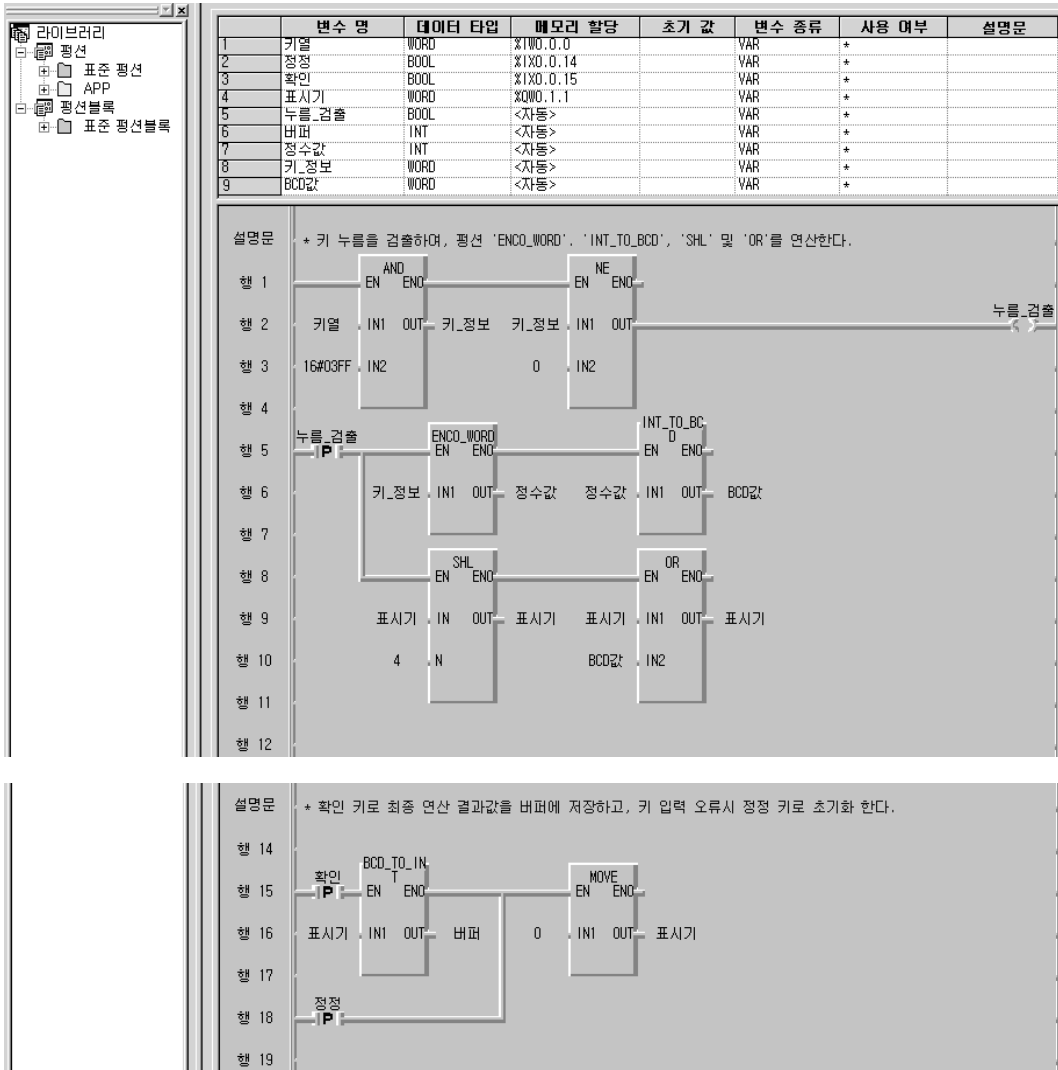 라이브러리
평션
표준 평션
APP
평션블록
표준 평션블록
변수 명 데이터 타입 메모리 할당 초기 값 변수 종류 사용 여부 설명문
1 키열 WORD %IW0.0.0 VAR *
2 정정 BOOL %IX0.0.14 VAR *
3 확인 BOOL %IX0.0.15 VAR *
4 표시기 WORD %QW0.1.1 VAR *
5 누름_검출 BOOL <자동> VAR *
6 버퍼 INT <자동> VAR *
7 정수값 INT <자동> VAR *
8 키_정보 WORD <자동> VAR *
9 BCD값 WORD <자동> VAR *
설명문 * 키 누름을 검출하여, 평션 'ENCO_WORD'. 'INT_TO_BCD', 'SHL' 및 'OR'를 연산한다.
AND NE
행 1 EN ENO EN ENO
누름_검출
행 2 키열 IN1 OUT 키_정보 키_정보 IN1 OUT
행 3 16#03FF IN2 0 IN2
행 4
누름_검출 ENCO_WORD INT_TO_BC
D
행 5 P EN ENO EN ENO
행 6 키_정보 IN1 OUT 정수값 정수값 IN1 OUT BCD값
행 7
SHL OR
행 8 EN ENO EN ENO
행 9 표시기 IN OUT 표시기 표시기 IN1 OUT 표시기
행 10 4 N BCD값 IN2
행 11
행 12
설명문 * 확인 키로 최종 연산 결과값을 버퍼에 저장하고, 키 입력 오류시 정정 키로 초기화 한다.
행 14
확인 BCD_TO_IN
T MOVE
행 15 P EN ENO EN ENO
행 16 표시기 IN1 OUT 버퍼 0 IN1 OUT 표시기
행 17
정정
행 18 P
행 19